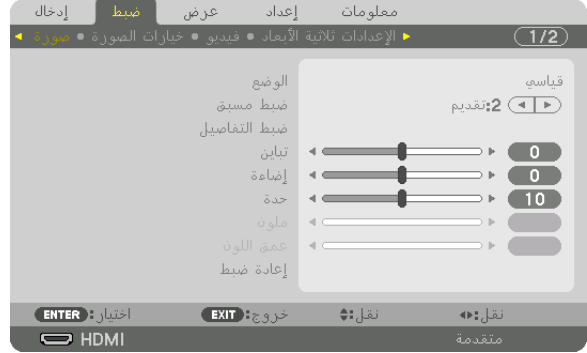 إدخال ضبط عرض إعداد معلومات
صورة • خيارات الصورة • فيديو • الإعدادات ثلاثية الأبعاد 1/2
الوضع قياسي
ضبط مسبق 2:تقديم
ضبط التفاصيل
تباين 0
إضاءة 0
حدة 10
ملون
عمق اللون
إعادة ضبط
ENTER:اختيار EXIT:خروج نقل: نقل:
HDMI متقدمة